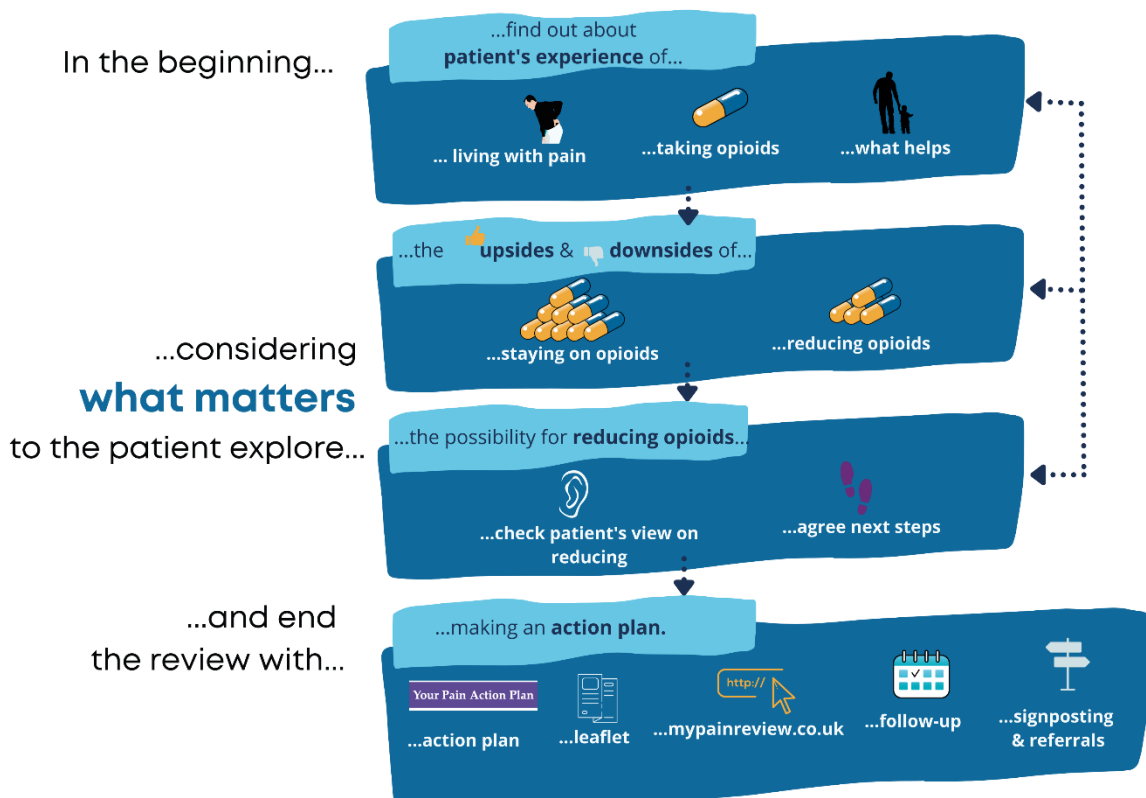 In the beginning...
...find out about
patient's experience of...
... living with pain
...taking opioids
...what helps
...the upsides & downsides of...
...staying on opioids
...reducing opioids
...considering
what matters
to the patient explore...
...the possibility for reducing opioids...
...check patient's view on
reducing
...agree next steps
...and end
the review with...
...making an action plan.
Your Pain Action Plan
...action plan
...leaflet
http://
...mypainreview.co.uk
...follow-up
...signposting
& referrals